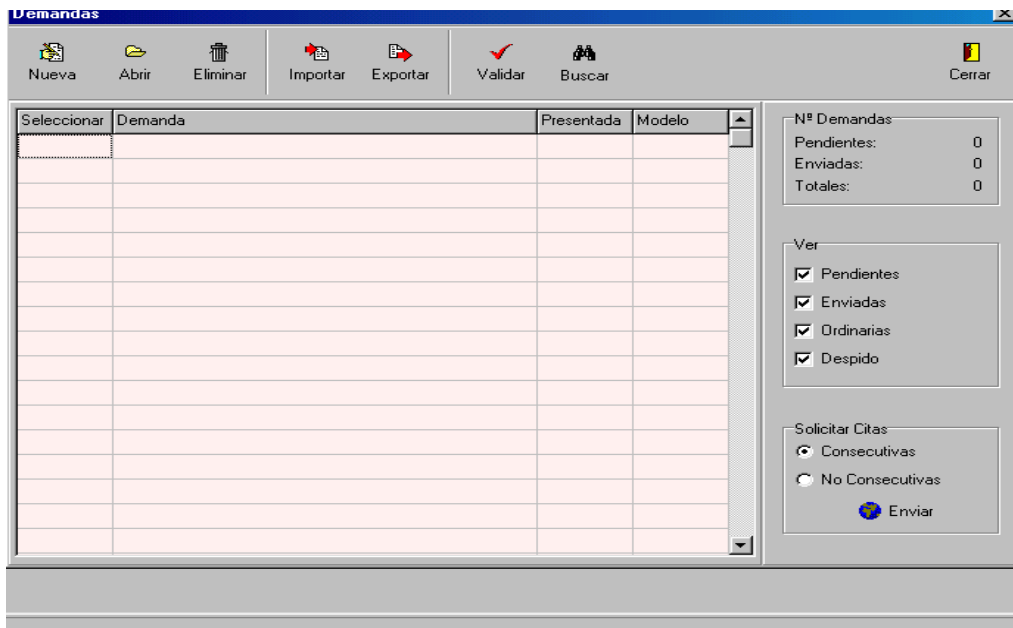 Demandas
Nueva Abrir Eliminar Importar Exportar Validar Buscar Cerrar
Seleccionar Demanda Presentada Modelo
Nº Demandas
Pendientes: 0
Enviadas: 0
Totales: 0
Ver
Pendientes
Enviadas
Ordinarias
Despido
Solicitar Citas
Consecutivas
No Consecutivas
Enviar